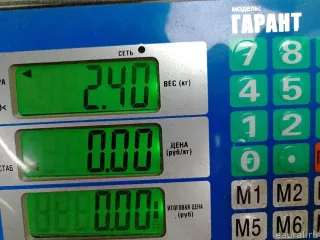 МОДЕЛЬ:
ГАРАНТ
СЕТЬ
2.40 ВЕС (КГ)
7 8
4 5
0.00 ЦЕНА
(руб/кг)
СТАБ
1 2
0 .
0.00 ИТОГОВАЯ ЦЕНА
(руб)
M1 M2
M5 M6